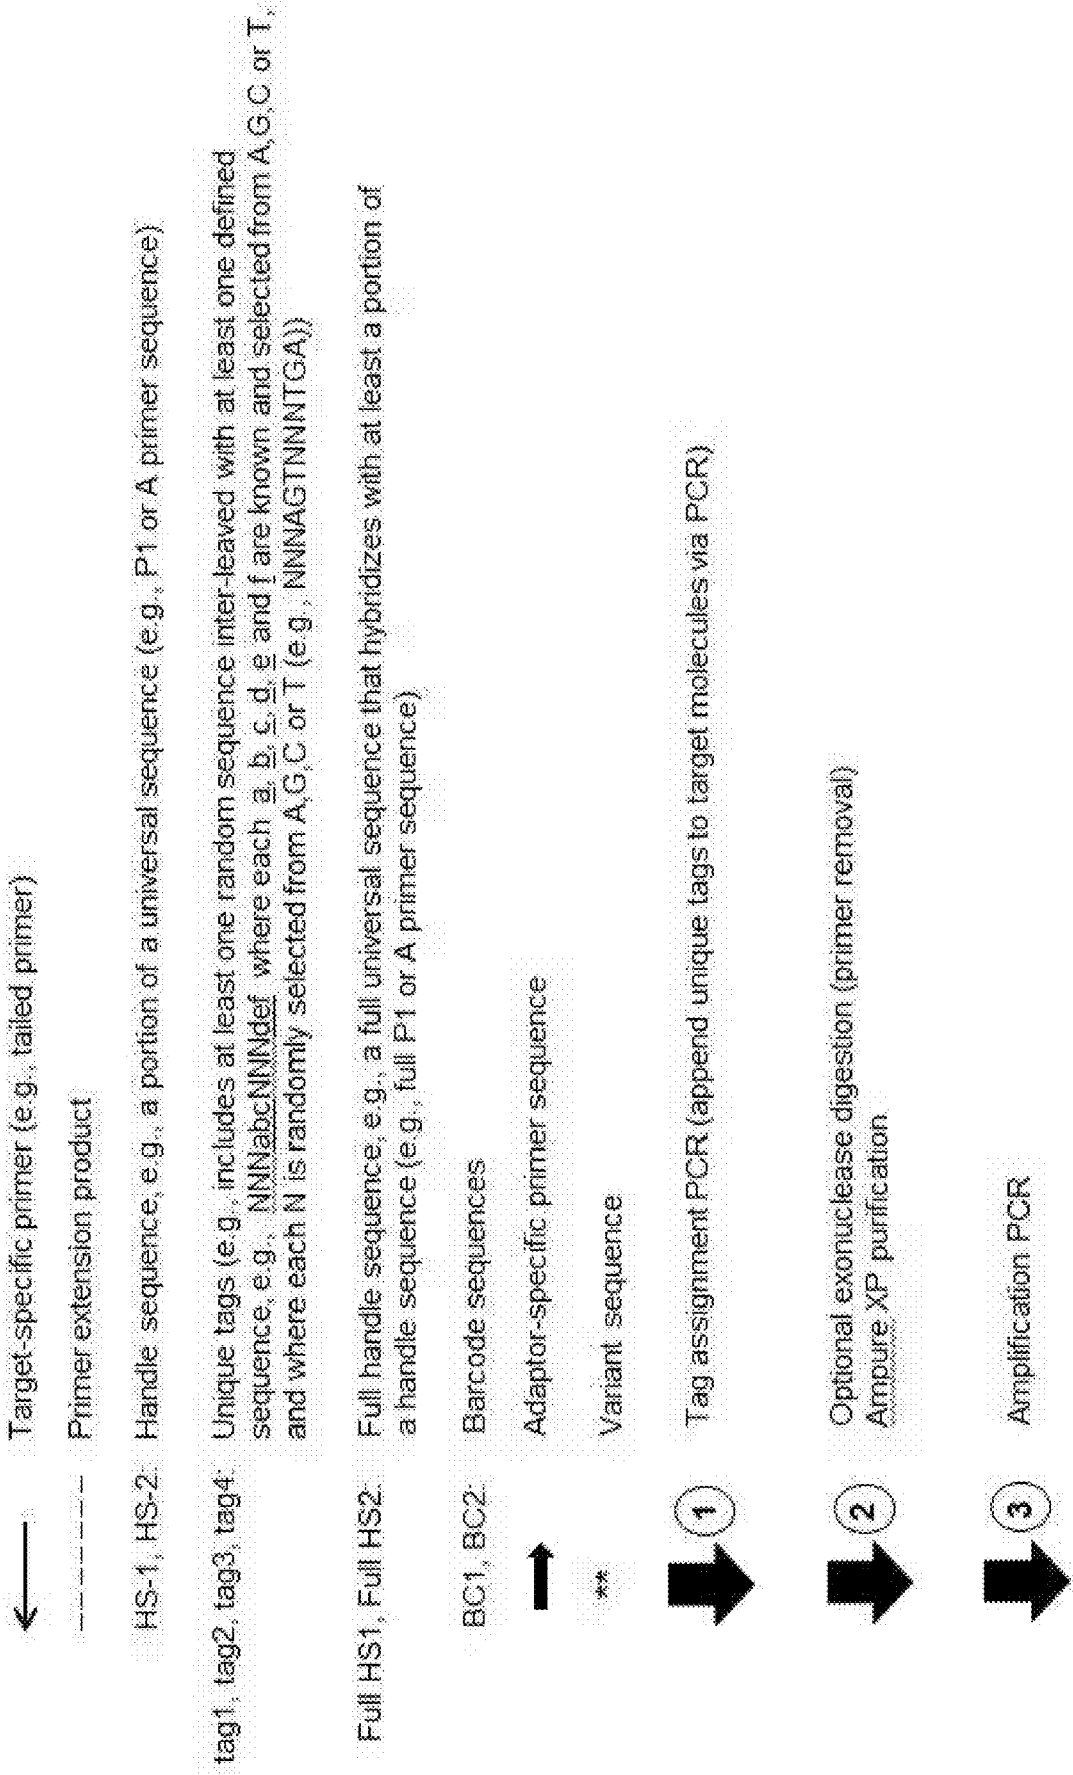 Target-specific primer (e.g., tailed primer)
Primer extension product
HS-1, HS-2: Handle sequence, e.g., a portion of a universal sequence (e.g., P1 or A primer sequence)
tag1, tag2, tag3, tag4: Unique tags (e.g., includes at least one random sequence inter-leaved with at least one defined
sequence, e.g., NNNabcNNNdef where each a, b, c, d, e and f are known and selected from A,G,C or T,
and where each N is randomly selected from A,G,C or T (e.g., NNNAGTNNNTGA))
Full HS1, Full HS2: Full handle sequence, e.g., a full universal sequence that hybridizes with at least a portion of
a handle sequence (e.g., full P1 or A primer sequence)
BC1, BC2: Barcode sequences
Adaptor-specific primer sequence
** Variant sequence
1 Tag assignment PCR (append unique tags to target molecules via PCR)
2 Optional exonuclease digestion (primer removal)
Ampure XP purification
3 Amplification PCR